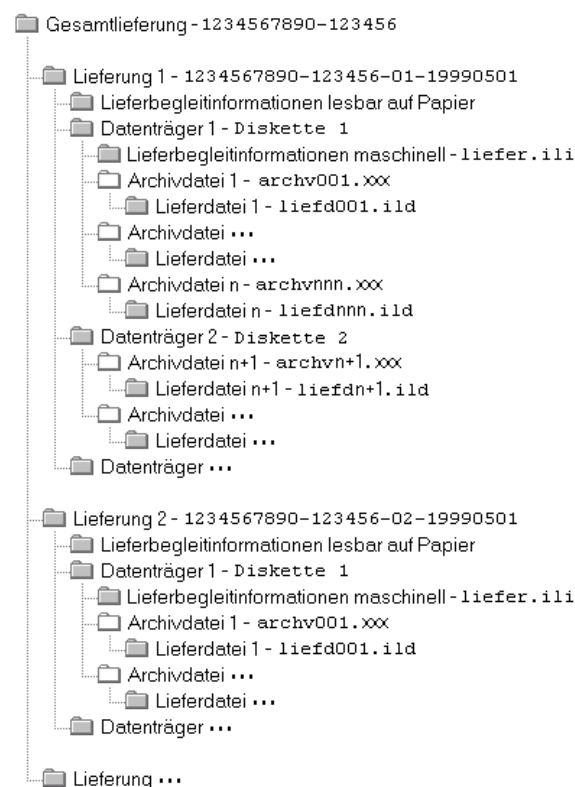 Gesamtlieferung - 1234567890-123456
Lieferung 1 - 1234567890-123456-01-19990501
Lieferbegleitinformationen lesbar auf Papier
Datenträger 1 - Diskette 1
Lieferbegleitinformationen maschinell - liefer.ili
Archivdatei 1 - archv001.xxx
Lieferdatei 1 - liefd001.ild
Archivdatei ...
Lieferdatei ...
Archivdatei n - archvnnn.xxx
Lieferdatei n - liefdnnn.ild
Datenträger 2 - Diskette 2
Archivdatei n+1 - archvn+1.xxx
Lieferdatei n+1 - liefdn+1.ild
Archivdatei ...
Lieferdatei ...
Datenträger ...
Lieferung 2 - 1234567890-123456-02-19990501
Lieferbegleitinformationen lesbar auf Papier
Datenträger 1 - Diskette 1
Lieferbegleitinformationen maschinell - liefer.ili
Archivdatei 1 - archv001.xxx
Lieferdatei 1 - liefd001.ild
Archivdatei ...
Lieferdatei ...
Datenträger ...
Lieferung ...